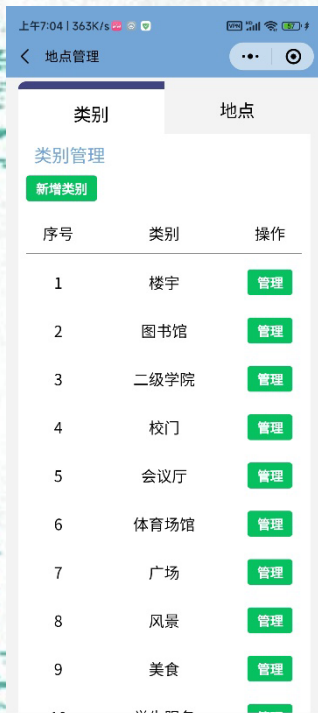 上午7:04 | 363K/s
地点管理
类别 地点
类别管理
新增类别
序号 类别 操作
1 楼宇 管理
2 图书馆 管理
3 二级学院 管理
4 校门 管理
5 会议厅 管理
6 体育场馆 管理
7 广场 管理
8 风景 管理
9 美食 管理